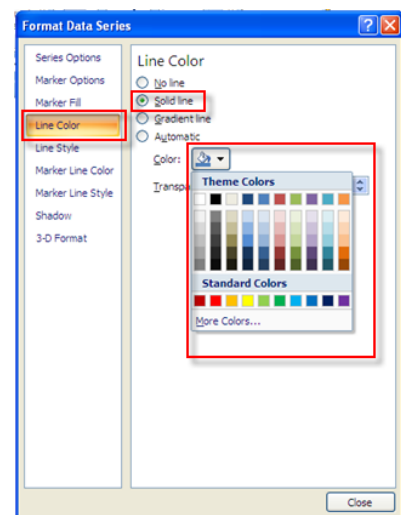 Format Data Series
Series Options
Marker Options
Marker Fill
Line Color
Line Style
Marker Line Color
Marker Line Style
Shadow
3-D Format
Line Color
No line
Solid line
Gradient line
Automatic
Color:
Theme Colors
Standard Colors
More Colors...
Close